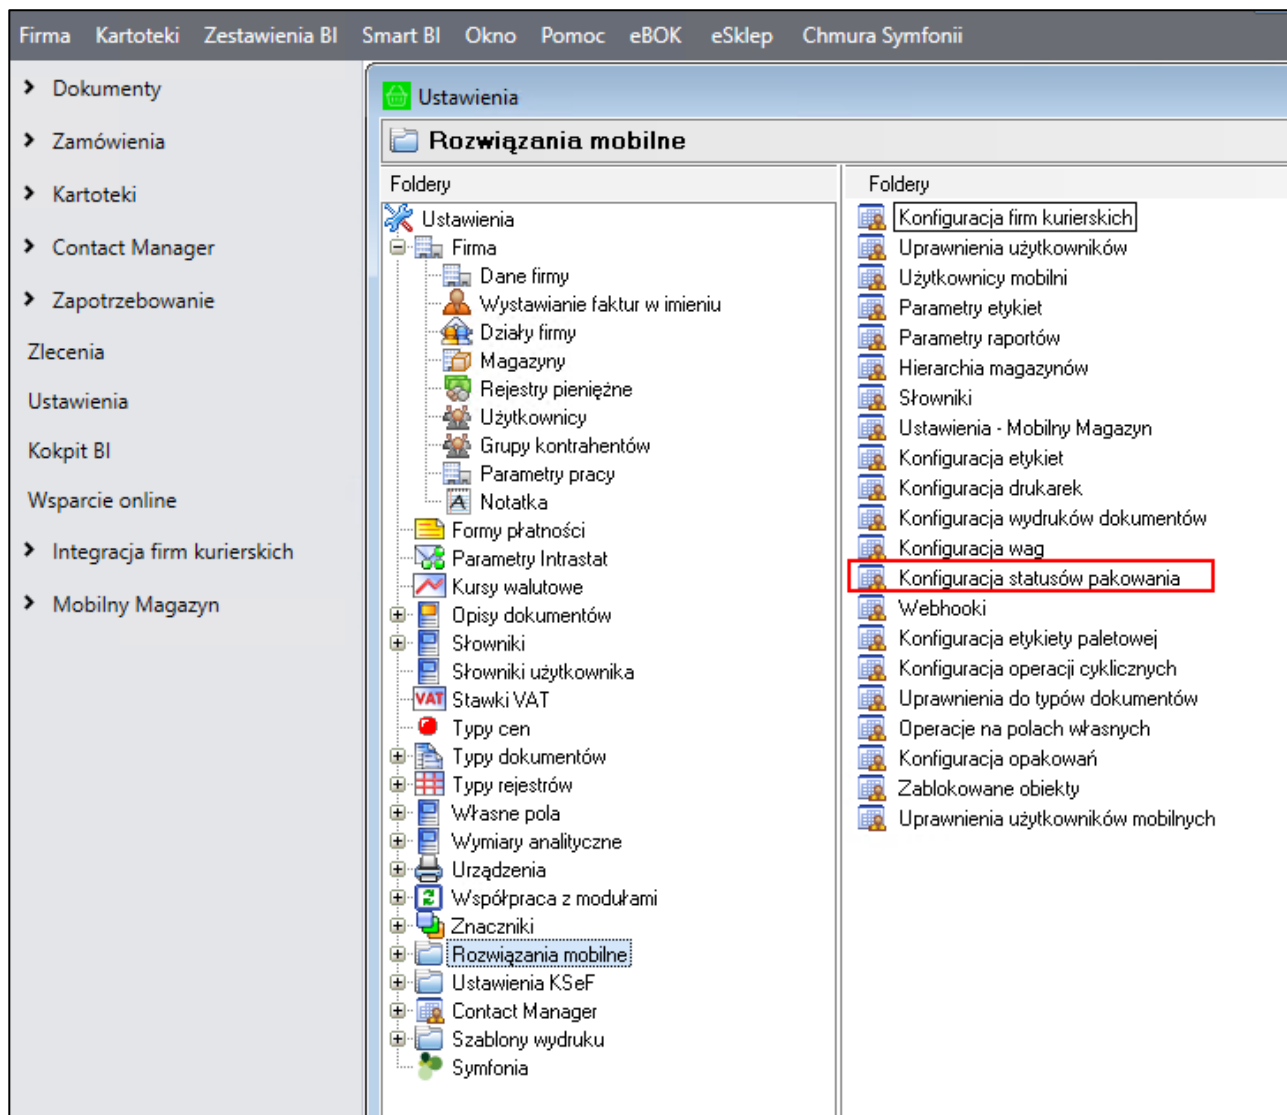 Firma Kartoteki Zestawienia BI Smart BI Okno Pomoc eBOK eSklep Chmura Symfonii
Dokumenty
Zamówienia
Kartoteki
Contact Manager
Zapotrzebowanie
Zlecenia
Ustawienia
Kokpit BI
Wsparcie online
Integracja firm kurierskich
Mobilny Magazyn
Ustawienia
Rozwiązania mobilne
Foldery
Ustawienia
Firma
Dane firmy
Wystawianie faktur w imieniu
Działy firmy
Magazyny
Rejestry pieniężne
Użytkownicy
Grupy kontrahentów
Parametry pracy
Notatka
Formy płatności
Parametry Intrastat
Kursy walutowe
Opisy dokumentów
Słowniki
Słowniki użytkownika
VAT Stawki VAT
Typy cen
Typy dokumentów
Typy rejestrów
Własne pola
Wymiary analityczne
Urządzenia
Współpraca z modułami
Znaczniki
Rozwiązania mobilne
Ustawienia KSeF
Contact Manager
Szablony wydruku
Symfonia
Foldery
Konfiguracja firm kurierskich
Uprawnienia użytkowników
Użytkownicy mobilni
Parametry etykiet
Parametry raportów
Hierarchia magazynów
Słowniki
Ustawienia - Mobilny Magazyn
Konfiguracja etykiet
Konfiguracja drukarek
Konfiguracja wydruków dokumentów
Konfiguracja wag
Konfiguracja statusów pakowania
Webhooki
Konfiguracja etykiety paletowej
Konfiguracja operacji cyklicznych
Uprawnienia do typów dokumentów
Operacje na polach własnych
Konfiguracja opakowań
Zablokowane obiekty
Uprawnienia użytkowników mobilnych